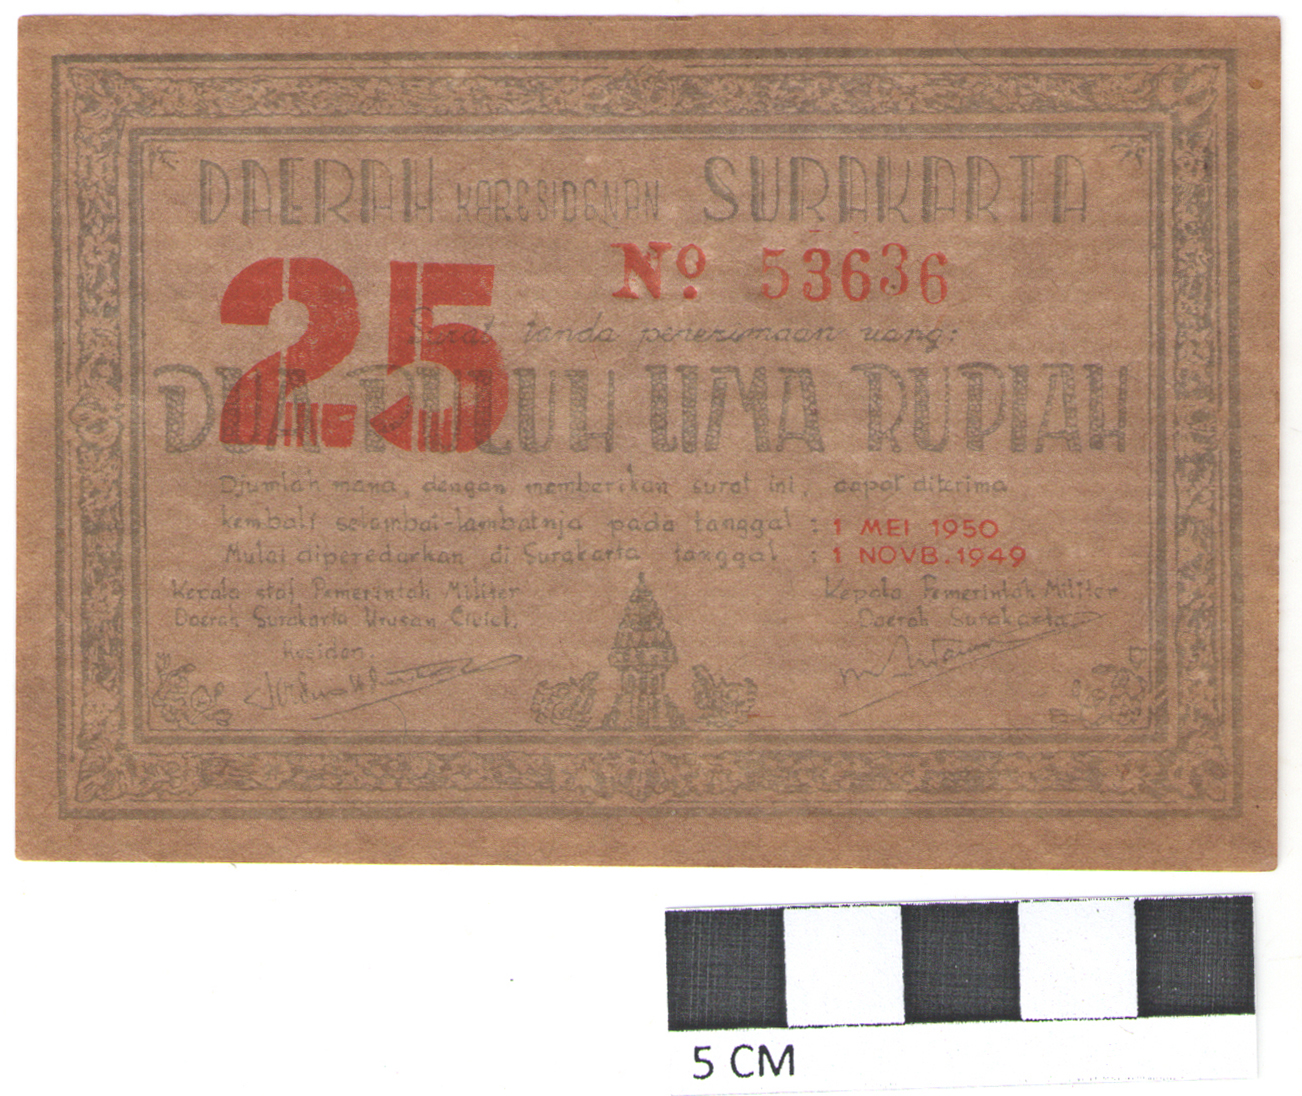 DAERAH KARESIDENAN SURAKARTA
25
No. 53636
Surat tanda penerimaan uang:
DUA PULUH LIMA RUPIAH
Djumlah mana, dengan memberikan surat ini, dapat diterima
kembali selambat-lambatnja pada tanggal : 1 MEI 1950
Mulai diperedarkan di Surakarta tanggal : 1 NOVB. 1949
Kepala staf Pemerintah Militer
Daerah Surakarta Urusan Civiel,
Residen,
Kepala Pemerintah Militer
Daerah Surakarta
5 CM